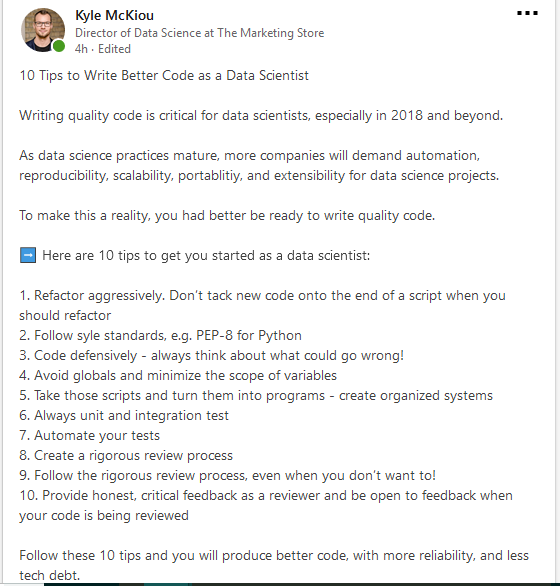 Kyle McKiou
Director of Data Science at The Marketing Store
4h · Edited
10 Tips to Write Better Code as a Data Scientist
Writing quality code is critical for data scientists, especially in 2018 and beyond.
As data science practices mature, more companies will demand automation,
reproducibility, scalability, portablitiy, and extensibility for data science projects.
To make this a reality, you had better be ready to write quality code.
➡ Here are 10 tips to get you started as a data scientist:
1. Refactor aggressively. Don't tack new code onto the end of a script when you
should refactor
2. Follow syle standards, e.g. PEP-8 for Python
3. Code defensively - always think about what could go wrong!
4. Avoid globals and minimize the scope of variables
5. Take those scripts and turn them into programs - create organized systems
6. Always unit and integration test
7. Automate your tests
8. Create a rigorous review process
9. Follow the rigorous review process, even when you don't want to!
10. Provide honest, critical feedback as a reviewer and be open to feedback when
your code is being reviewed
Follow these 10 tips and you will produce better code, with more reliability, and less
tech debt.